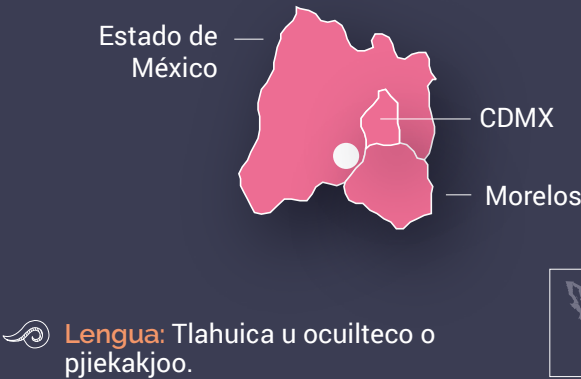 Estado de
México
CDMX
Morelos
Lengua: Tlahuica u ocuilteco o
pjiekakjoo.